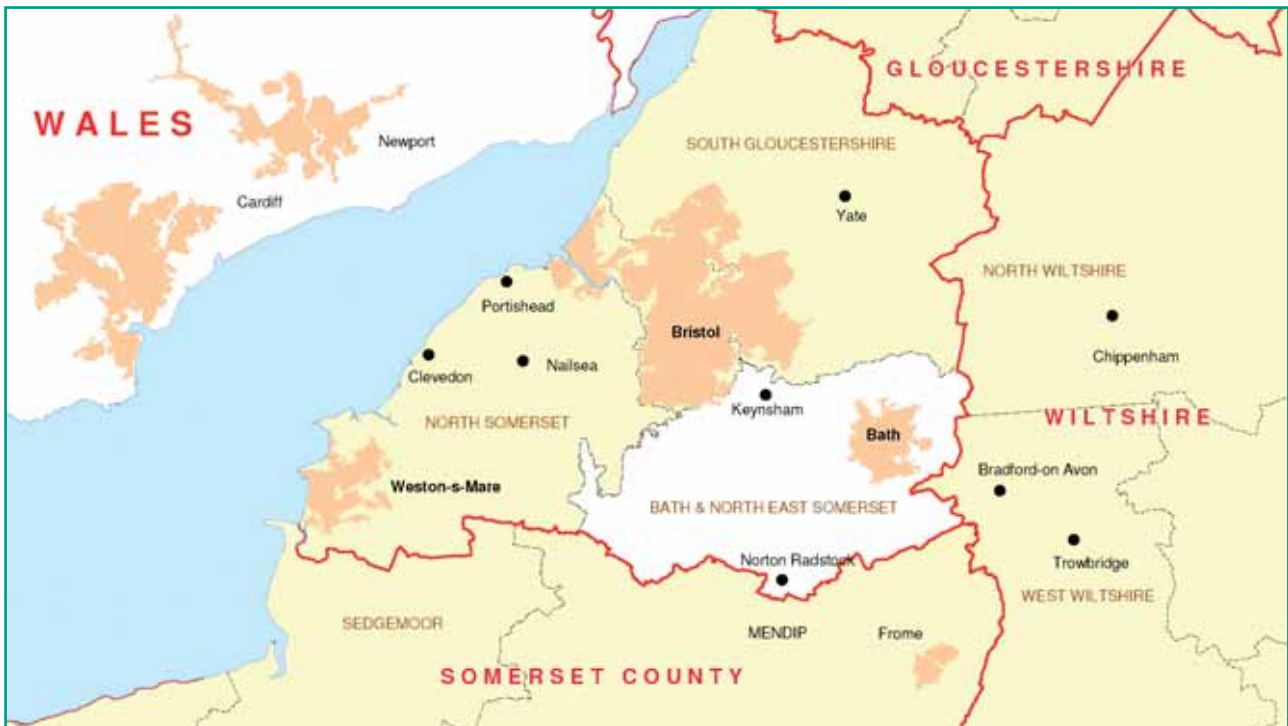 GLOUCESTERSHIRE
WALES
Newport
SOUTH GLOUCESTERSHIRE
Cardiff
Yate
NORTH WILTSHIRE
Portishead
Bristol
Chippenham
Clevedon
Nailsea
Keynsham
NORTH SOMERSET
WILTSHIRE
Bath
Bradford-on Avon
Weston-s-Mare
BATH & NORTH EAST SOMERSET
Norton Radstock
Trowbridge
WEST WILTSHIRE
SEDGEMOOR
MENDIP
Frome
SOMERSET COUNTY